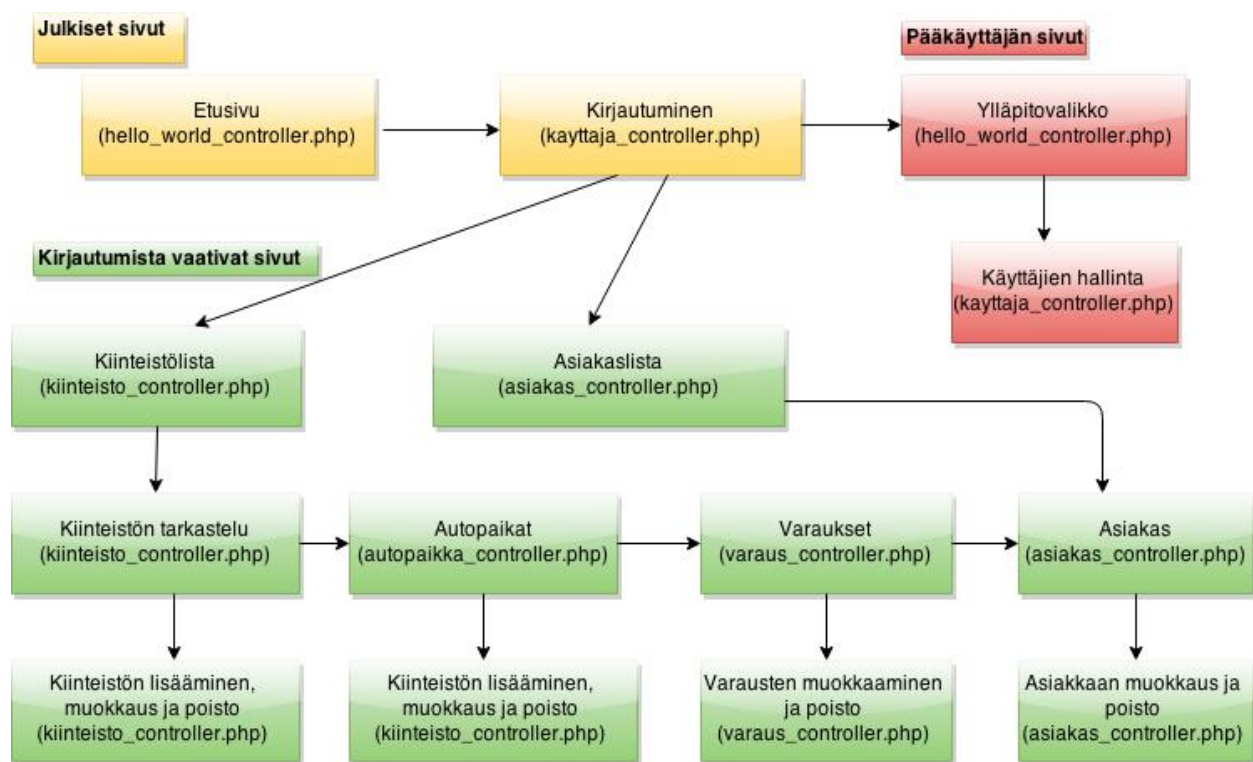 Julkiset sivut
Pääkäyttäjän sivut
Etusivu
(hello_world_controller.php)
Kirjautuminen
(kayttaja_controller.php)
Ylläpitovalikko
(hello_world_controller.php)
Kirjautumista vaativat sivut
Käyttäjien hallinta
(kayttaja_controller.php)
Kiinteistölista
(kiinteisto_controller.php)
Asiakaslista
(asiakas_controller.php)
Kiinteistön tarkastelu
(kiinteisto_controller.php)
Autopaikat
(autopaikka_controller.php)
Varaukset
(varaus_controller.php)
Asiakas
(asiakas_controller.php)
Kiinteistön lisääminen,
muokkaus ja poisto
(kiinteisto_controller.php)
Kiinteistön lisääminen,
muokkaus ja poisto
(kiinteisto_controller.php)
Varausten muokkaaminen
ja poisto
(varaus_controller.php)
Asiakkaan muokkaus ja
poisto
(asiakas_controller.php)